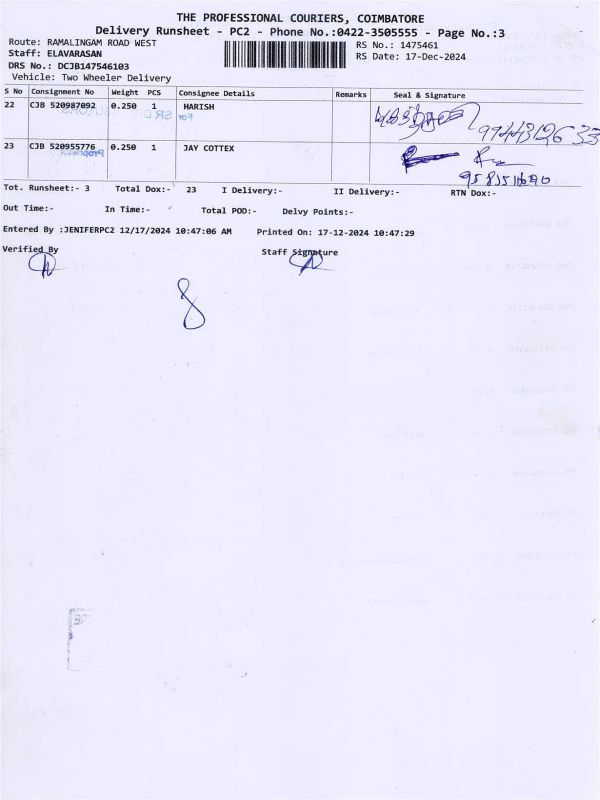 THE PROFESSIONAL COURIERS, COIMBATORE
Delivery Runsheet - PC2 - Phone No.:0422-3505555 - Page No.:3
Route: RAMALINGAM ROAD WEST RS No.: 1475461
Staff: ELAVARASAN RS Date: 17-Dec-2024
DRS No.: DCJB147546103
Vehicle: Two Wheeler Delivery
S No Consignment No Weight PCS Consignee Details Remarks Seal & Signature
22 CJB 520987092 0.250 1 HARISH
For SRI
9744312633
23 CJB 520955776 0.250 1 JAY COTTEX
Proprietor
Tot. Runsheet:- 3 Total Dox:- 23 I Delivery:- II Delivery:- RTN Dox:-
Out Time:- In Time:- Total POD:- Delvy Points:-
Entered By :JENIFERPC2 12/17/2024 10:47:06 AM Printed On: 17-12-2024 10:47:29
Verified By Staff Signature